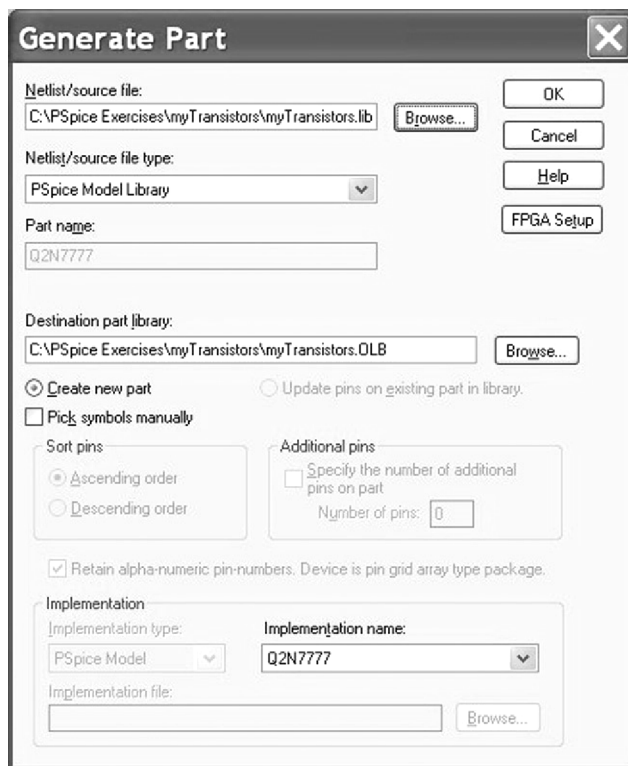 Generate Part
Netlist/source file:
C:\PSpice Exercises\myTransistors\myTransistors.lib
Browse...
OK
Cancel
Netlist/source file type:
PSpice Model Library
Help
Part name:
Q2N7777
FPGA Setup
Destination part library:
C:\PSpice Exercises\myTransistors\myTransistors.OLB
Browse...
Create new part
Update pins on existing part in library.
Pick symbols manually
Sort pins
Ascending order
Descending order
Additional pins
Specify the number of additional
pins on part
Number of pins:
0
Retain alpha-numeric pin-numbers. Device is pin grid array type package.
Implementation
Implementation type:
PSpice Model
Implementation name:
Q2N7777
Implementation file:
Browse...